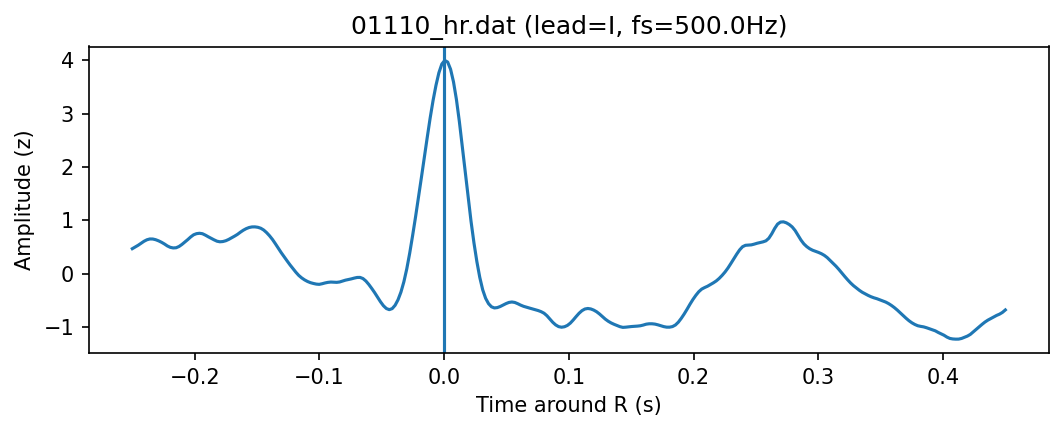 01110_hr.dat (lead=I, fs=500.0Hz)
Amplitude (z)
4
3
2
1
0
−1
−0.2 −0.1 0.0 0.1 0.2 0.3 0.4
Time around R (s)